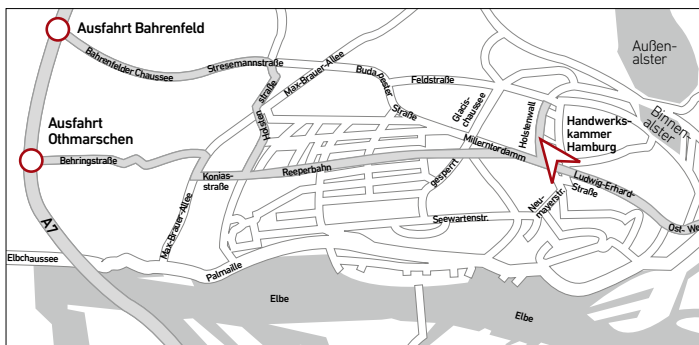 Ausfahrt Bahrenfeld
Bahrenfelder Chaussee
Stresemannstraße
Max-Brauer-Allee
Budapester
Straße
Feldstraße
Außen-
alster
Binnen-
alster
Glacis-
chaussee
Holstenwall
Handwerks-
kammer
Hamburg
Ausfahrt
Othmarschen
Behringstraße
Holsten
straße
Konias-
straße
Reeperbahn
Millerntordamm
gesperrt
Ludwig-Erhard-
Straße
Neu-
mayerstr.
Seewartenstr.
Ost- We
Max-Brauer-Allee
A7
Elbchaussee
Palmaille
Elbe
Elbe